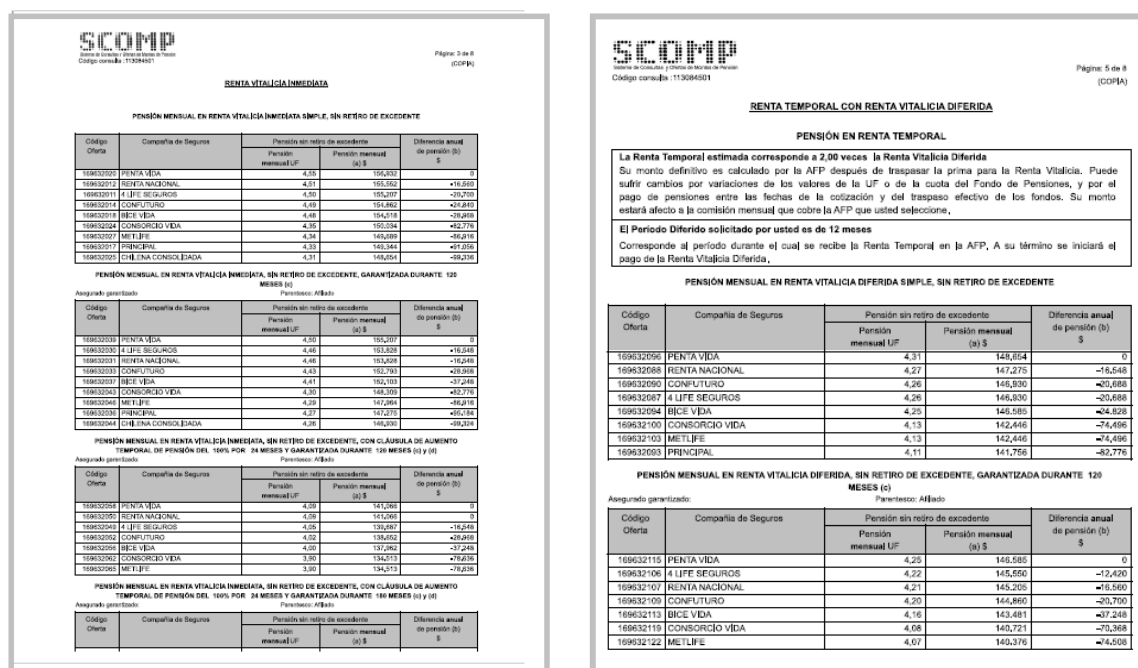 SCOMP
Sistema de Consultas y Ofertas de Montos de Pensión
Código consulta :113084501
Página: 3 de 8
(COPIA)
RENTA VITALICIA INMEDIATA
PENSIÓN MENSUAL EN RENTA VITALICIA INMEDIATA SIMPLE, SIN RETIRO DE EXCEDENTE
Código Oferta Compañía de Seguros Pensión sin retiro de excedente Diferencia anual de pensión (b) $
Pensión mensual UF Pensión mensual (a) $
169632020 PENTA VIDA 4,55 156,932 0
169632012 RENTA NACIONAL 4,51 155,552 -16,560
169632011 4 LIFE SEGUROS 4,50 155,207 -20,700
169632014 CONFUTURO 4,49 154,862 -24,840
169632018 BICE VIDA 4,48 154,518 -28,968
169632024 CONSORCIO VIDA 4,35 150,034 -82,776
169632027 METLIFE 4,34 149,689 -86,916
169632017 PRINCIPAL 4,33 149,344 -91,056
169632025 CHILENA CONSOLIDADA 4,31 148,654 -99,336
PENSIÓN MENSUAL EN RENTA VITALICIA INMEDIATA, SIN RETIRO DE EXCEDENTE, GARANTIZADA DURANTE 120
MESES (c)
Asegurado garantizado: Parentesco: Afiliado
Código Oferta Compañía de Seguros Pensión sin retiro de excedente Diferencia anual de pensión (b) $
Pensión mensual UF Pensión mensual (a) $
169632039 PENTA VIDA 4,50 155,207 0
169632030 4 LIFE SEGUROS 4,46 153,828 -16,548
169632031 RENTA NACIONAL 4,46 153,828 -16,548
169632033 CONFUTURO 4,43 152,793 -28,968
169632037 BICE VIDA 4,41 152,103 -37,248
169632043 CONSORCIO VIDA 4,30 148,309 -82,776
169632046 METLIFE 4,29 147,964 -86,916
169632036 PRINCIPAL 4,27 147,275 -95,184
169632044 CHILENA CONSOLIDADA 4,26 146,930 -99,324
PENSIÓN MENSUAL EN RENTA VITALICIA INMEDIATA, SIN RETIRO DE EXCEDENTE, CON CLÁUSULA DE AUMENTO
TEMPORAL DE PENSIÓN DEL 100% POR 24 MESES Y GARANTIZADA DURANTE 120 MESES (c) y (d)
Asegurado garantizado: Parentesco: Afiliado
Código Oferta Compañía de Seguros Pensión sin retiro de excedente Diferencia anual de pensión (b) $
Pensión mensual UF Pensión mensual (a) $
169632058 PENTA VIDA 4,09 141,066 0
169632050 RENTA NACIONAL 4,09 141,066 0
169632049 4 LIFE SEGUROS 4,05 139,687 -16,548
169632052 CONFUTURO 4,02 138,652 -28,968
169632056 BICE VIDA 4,00 137,962 -37,248
169632062 CONSORCIO VIDA 3,90 134,513 -78,636
169632065 METLIFE 3,90 134,513 -78,636
PENSIÓN MENSUAL EN RENTA VITALICIA INMEDIATA, SIN RETIRO DE EXCEDENTE, CON CLÁUSULA DE AUMENTO
TEMPORAL DE PENSIÓN DEL 100% POR 24 MESES Y GARANTIZADA DURANTE 180 MESES (c) y (d)
Asegurado garantizado: Parentesco: Afiliado
Código Oferta Compañía de Seguros Pensión sin retiro de excedente Diferencia anual de pensión (b) $
Pensión mensual UF Pensión mensual (a) $
SCOMP
Sistema de Consultas y Ofertas de Montos de Pensión
Código consulta :113084501
Página: 5 de 8
(COPIA)
RENTA TEMPORAL CON RENTA VITALICIA DIFERIDA
PENSIÓN EN RENTA TEMPORAL
La Renta Temporal estimada corresponde a 2,00 veces la Renta Vitalicia Diferida
Su monto definitivo es calculado por la AFP después de traspasar la prima para la Renta Vitalicia. Puede
sufrir cambios por variaciones de los valores de la UF o de la cuota del Fondo de Pensiones, y por el
pago de pensiones entre las fechas de la cotización y del traspaso efectivo de los fondos. Su monto
estará afecto a la comisión mensual que cobre la AFP que usted seleccione.
El Período Diferido solicitado por usted es de 12 meses
Corresponde al período durante el cual se recibe la Renta Temporal en la AFP. A su término se iniciará el
pago de la Renta Vitalicia Diferida.
PENSIÓN MENSUAL EN RENTA VITALICIA DIFERIDA SIMPLE, SIN RETIRO DE EXCEDENTE
Código Oferta Compañía de Seguros Pensión sin retiro de excedente Diferencia anual de pensión (b) $
Pensión mensual UF Pensión mensual (a) $
169632096 PENTA VIDA 4,31 148,654 0
169632088 RENTA NACIONAL 4,27 147.275 -16,548
169632090 CONFUTURO 4,26 146,930 -20,688
169632087 4 LIFE SEGUROS 4,26 146,930 -20,688
169632094 BICE VIDA 4,25 146.585 -24,828
169632100 CONSORCIO VIDA 4,13 142,446 -74,496
169632103 METLIFE 4,13 142,446 -74,496
169632093 PRINCIPAL 4,11 141,756 -82,776
PENSIÓN MENSUAL EN RENTA VITALICIA DIFERIDA, SIN RETIRO DE EXCEDENTE, GARANTIZADA DURANTE 120
MESES (c)
Asegurado garantizado: Parentesco: Afiliado
Código Oferta Compañía de Seguros Pensión sin retiro de excedente Diferencia anual de pensión (b) $
Pensión mensual UF Pensión mensual (a) $
169632115 PENTA VIDA 4,25 146.585 0
169632106 4 LIFE SEGUROS 4,22 145,550 -12,420
169632107 RENTA NACIONAL 4,21 145,205 -16,560
169632109 CONFUTURO 4,20 144,860 -20,700
169632113 BICE VIDA 4,16 143,481 -37,248
169632119 CONSORCIO VIDA 4,08 140,721 -70,368
169632122 METLIFE 4,07 140,376 -74,508